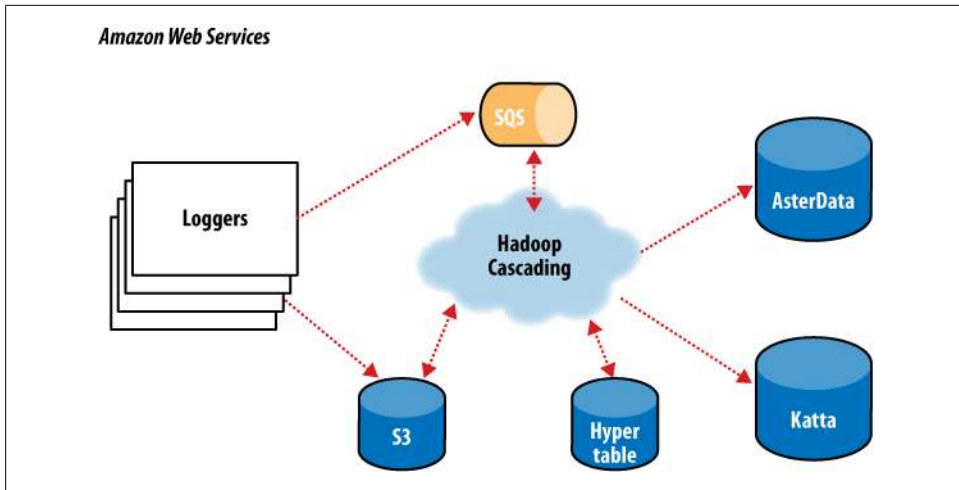 Amazon Web Services
SQS
Loggers
AsterData
Hadoop
Cascading
S3
Hyper
table
Katta